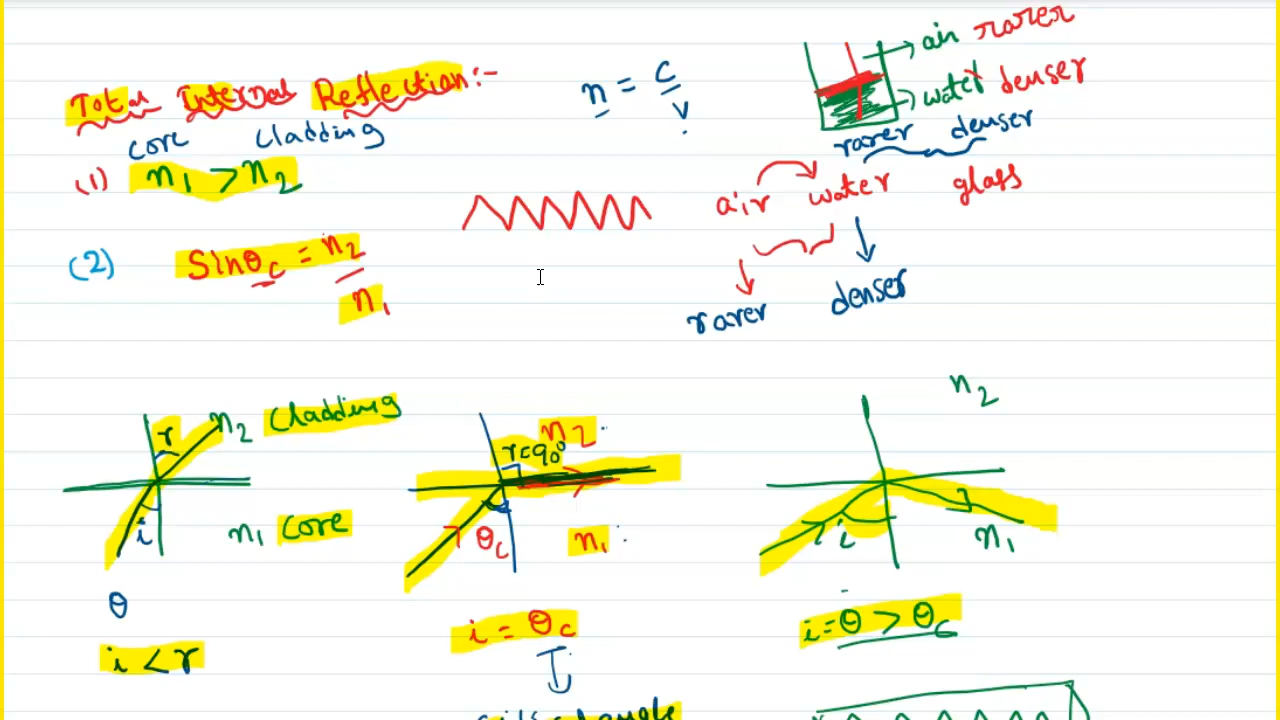 Total Internal Reflection:-
core cladding
(1) n₁ > n₂
(2) Sinθc = n₂
n₁
n = c
v
air rarer
water denser
rarer denser
air water glass
rarer denser
r n₂ Cladding
i n₁ Core
θ
i < r
n₂
r=90°
θc n₁
i = θc
n₂
i n₁
i = θ > θc